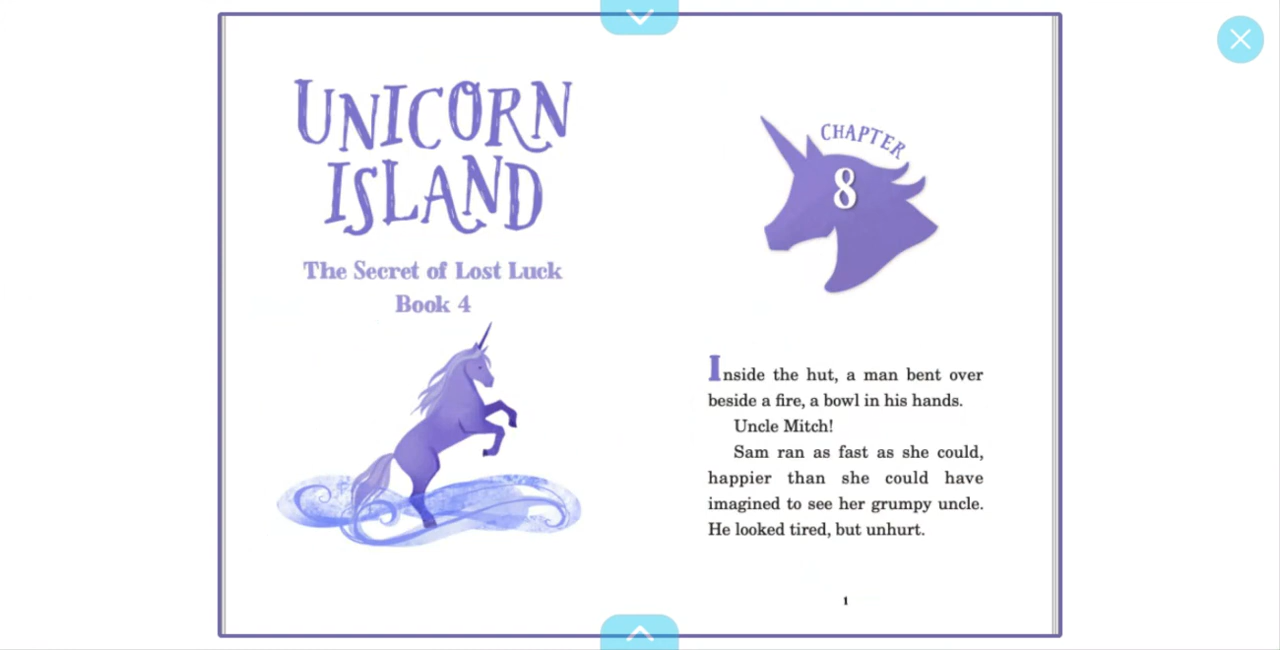 UNICORN
ISLAND
The Secret of Lost Luck
Book 4
CHAPTER
8
Inside the hut, a man bent over
beside a fire, a bowl in his hands.
Uncle Mitch!
Sam ran as fast as she could,
happier than she could have
imagined to see her grumpy uncle.
He looked tired, but unhurt.
1